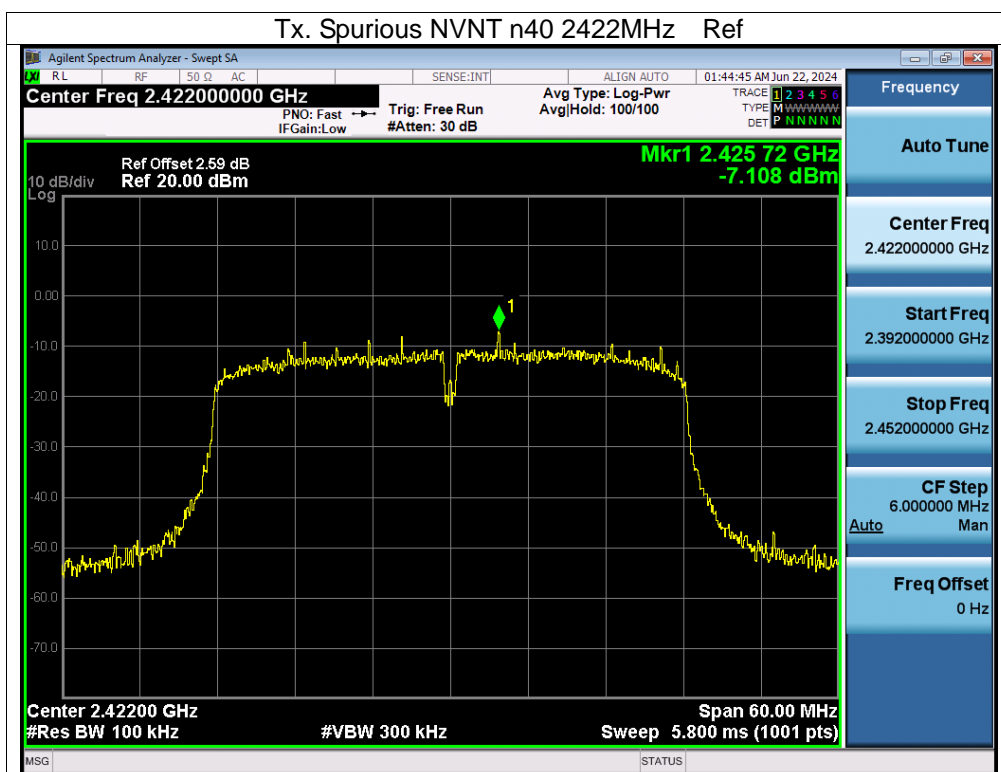 Tx. Spurious NVNT n40 2422MHz Ref
Agilent Spectrum Analyzer - Swept SA
LXI RL RF 50 Ω AC SENSE:INT ALIGN AUTO 01:44:45 AM Jun 22, 2024
Center Freq 2.422000000 GHz
PNO: Fast
IFGain:Low
Trig: Free Run
#Atten: 30 dB
Avg Type: Log-Pwr
Avg|Hold: 100/100
TRACE 1 2 3 4 5 6
TYPE M WWWWW
DET P N N N N N
Mkr1 2.425 72 GHz
-7.108 dBm
Ref Offset 2.59 dB
10 dB/div Ref 20.00 dBm
Log
10.0
0.00
-10.0
-20.0
-30.0
-40.0
-50.0
-60.0
-70.0
1
Center 2.42200 GHz Span 60.00 MHz
#Res BW 100 kHz #VBW 300 kHz Sweep 5.800 ms (1001 pts)
MSG STATUS
Frequency
Auto Tune
Center Freq
2.422000000 GHz
Start Freq
2.392000000 GHz
Stop Freq
2.452000000 GHz
CF Step
6.000000 MHz
Auto Man
Freq Offset
0 Hz